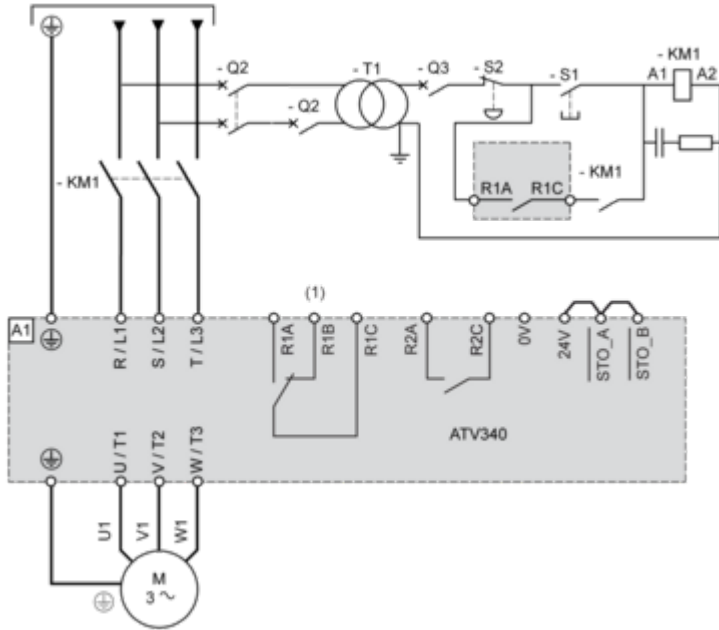 - Q2
- T1
- Q3
- S2
- S1
- KM1
A1
A2
- Q2
- KM1
R1A
R1C
- KM1
(1)
A1
R / L1
S / L2
T / L3
R1A
R1B
R1C
R2A
R2C
0V
24V
STO_A
STO_B
ATV340
U / T1
V / T2
W / T3
U1
V1
W1
M
3 ~